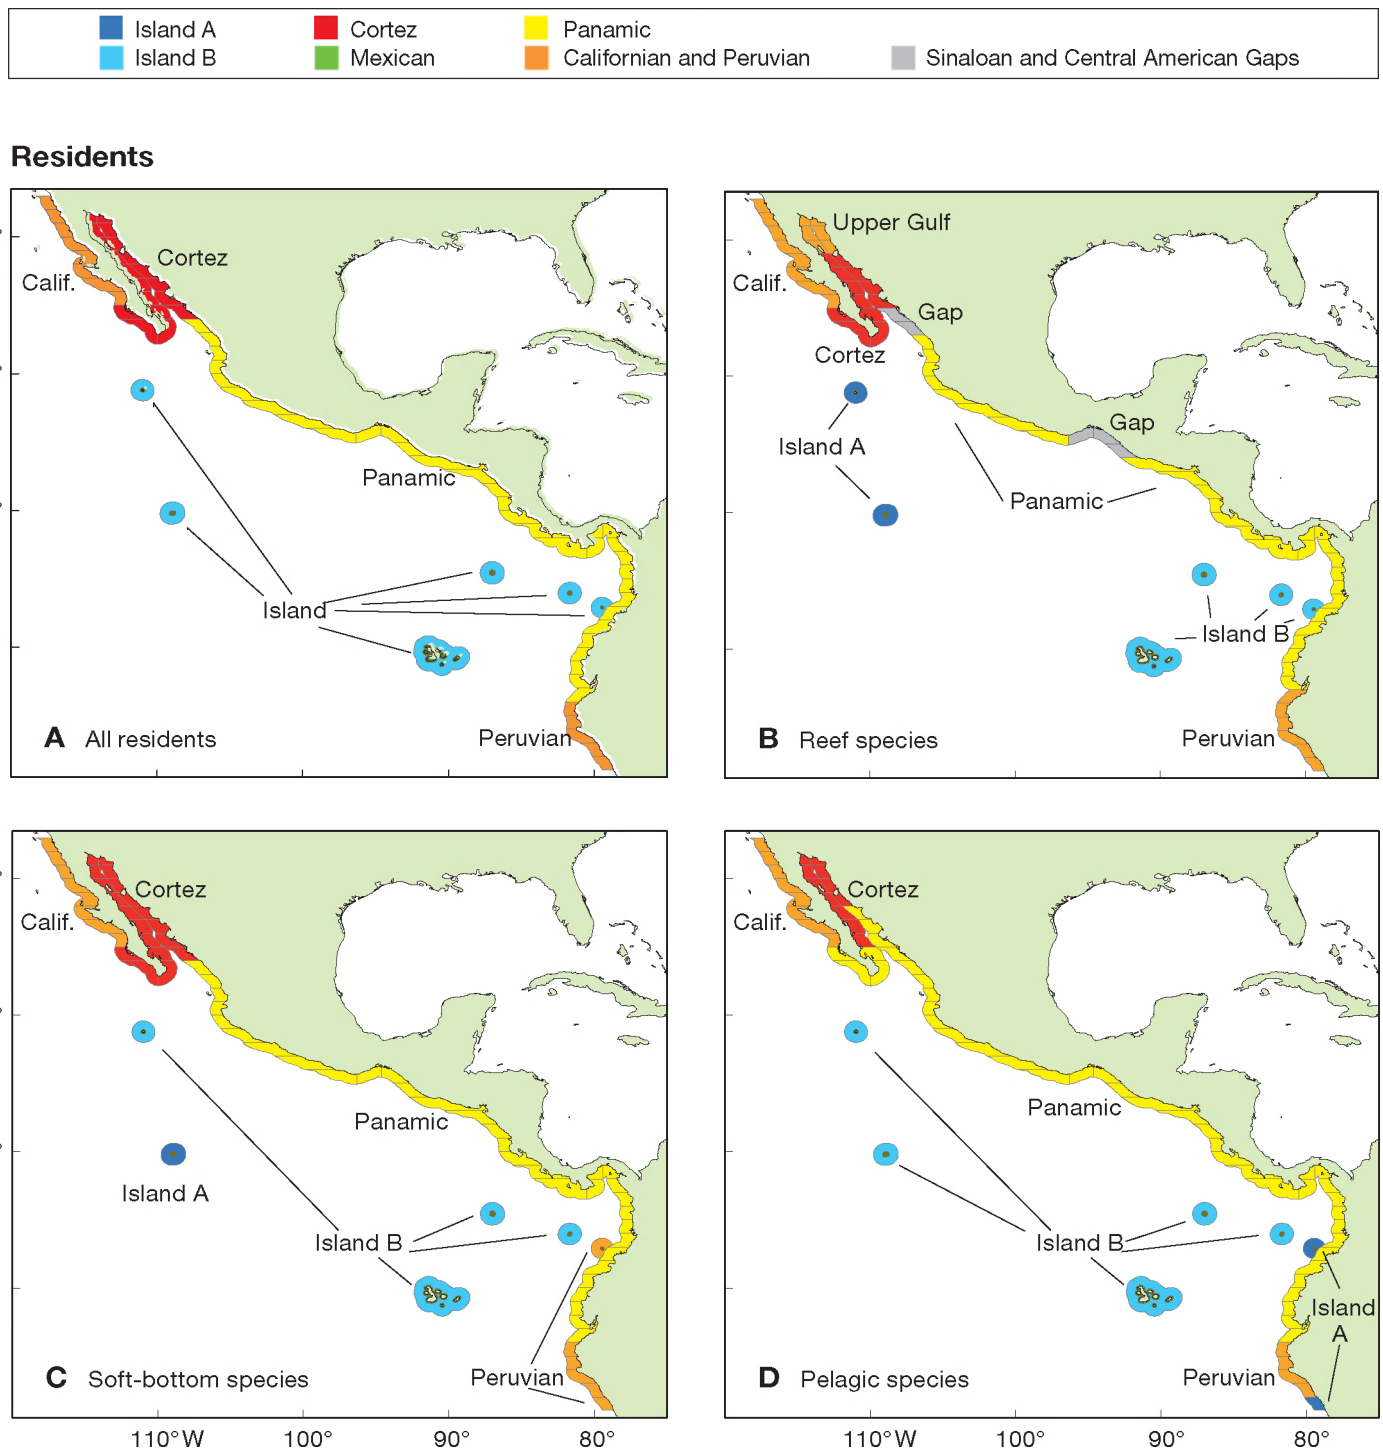 Island A
Cortez
Panamic
Island B
Mexican
Californian and Peruvian
Sinaloan and Central American Gaps
Residents
Cortez
Calif.
Panamic
Island
Peruvian
A All residents
Upper Gulf
Calif.
Gap
Cortez
Gap
Island A
Panamic
Island B
Peruvian
B Reef species
Cortez
Calif.
Panamic
Island A
Island B
Peruvian
C Soft-bottom species
110°W
100°
90°
80°
Cortez
Calif.
Panamic
Island B
Island
A
Peruvian
D Pelagic species
110°W
100°
90°
80°